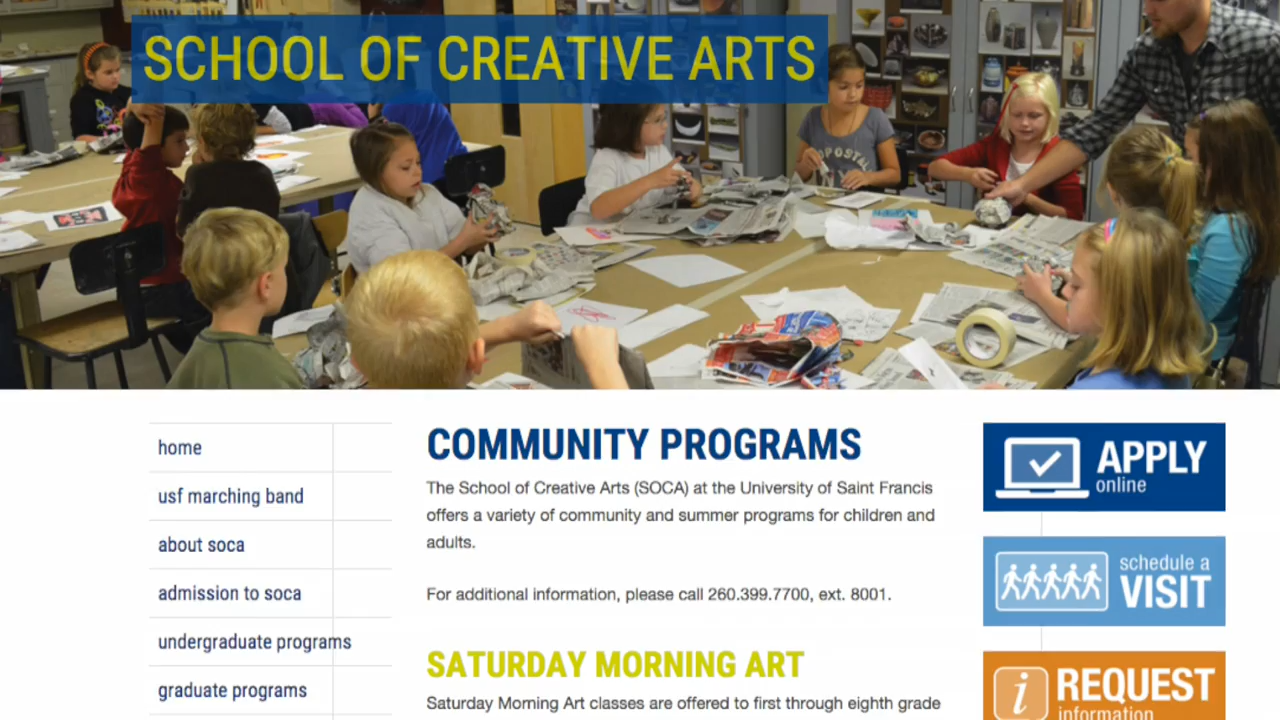 SCHOOL OF CREATIVE ARTS
home
usf marching band
about soca
admission to soca
undergraduate programs
graduate programs
COMMUNITY PROGRAMS
The School of Creative Arts (SOCA) at the University of Saint Francis
offers a variety of community and summer programs for children and
adults.
For additional information, please call 260.399.7700, ext. 8001.
SATURDAY MORNING ART
Saturday Morning Art classes are offered to first through eighth grade
APPLY
online
schedule a
VISIT
i
REQUEST
information